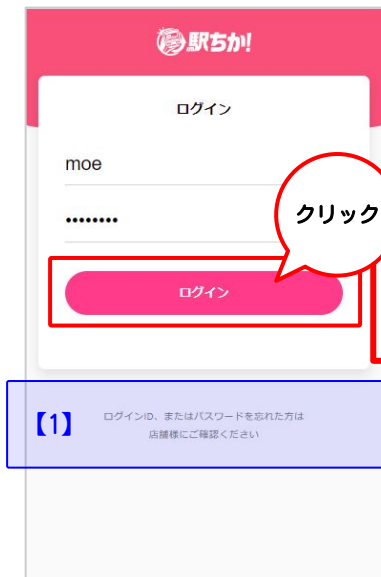 駅ちか!
ログイン
moe
••••••••
クリック
ログイン
【1】
ログインID、またはパスワードを忘れた方は
店舗様にご確認ください